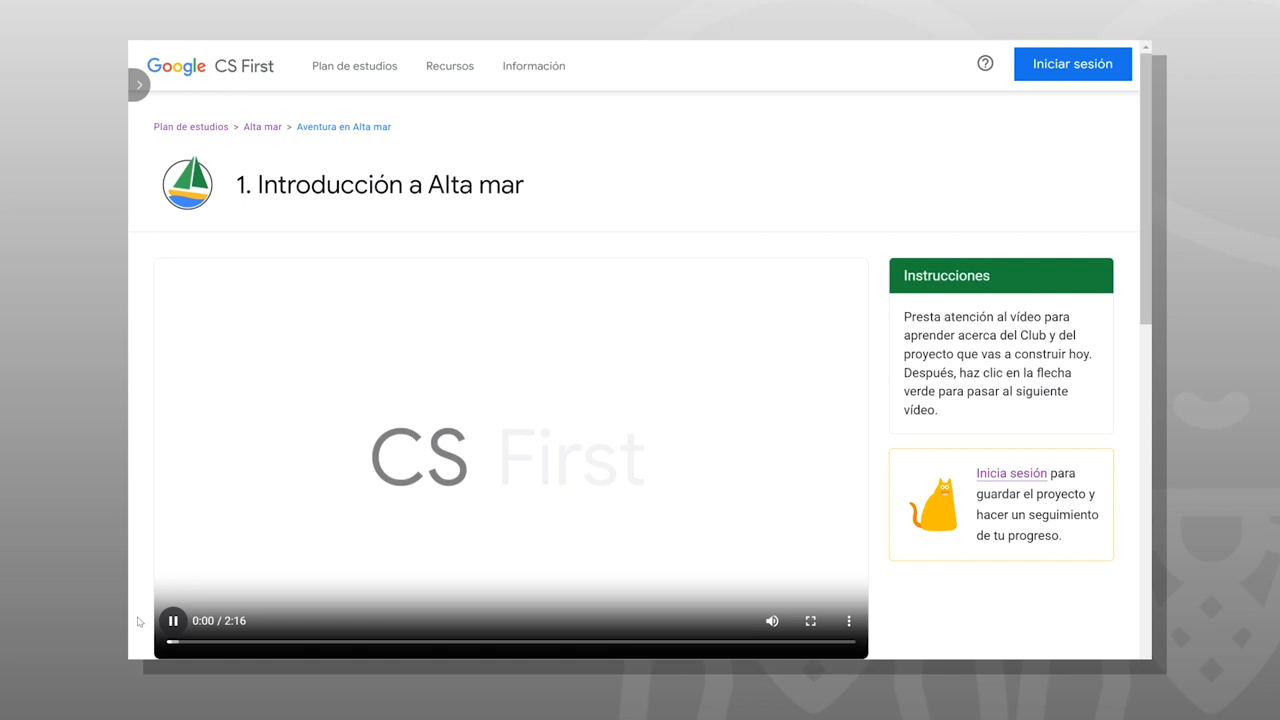 Google CS First
Plan de estudios
Recursos
Información
Iniciar sesión
Plan de estudios > Alta mar > Aventura en Alta mar
1. Introducción a Alta mar
CS First
0:00 / 2:16
Instrucciones
Presta atención al vídeo para
aprender acerca del Club y del
proyecto que vas a construir hoy.
Después, haz clic en la flecha
verde para pasar al siguiente
vídeo.
Inicia sesión para
guardar el proyecto y
hacer un seguimiento
de tu progreso.